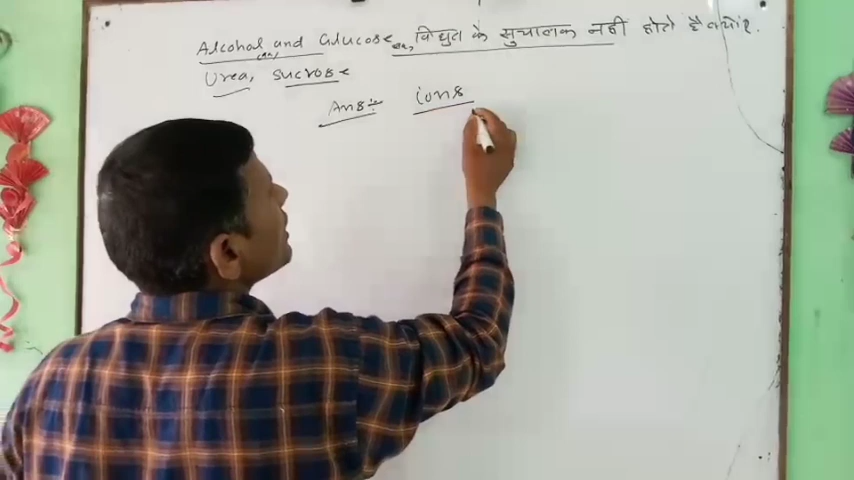 Alcohol and Glucose विद्युत के सुचालक नहीं होते है क्यों?
Urea, sucrose
Ans:- ions